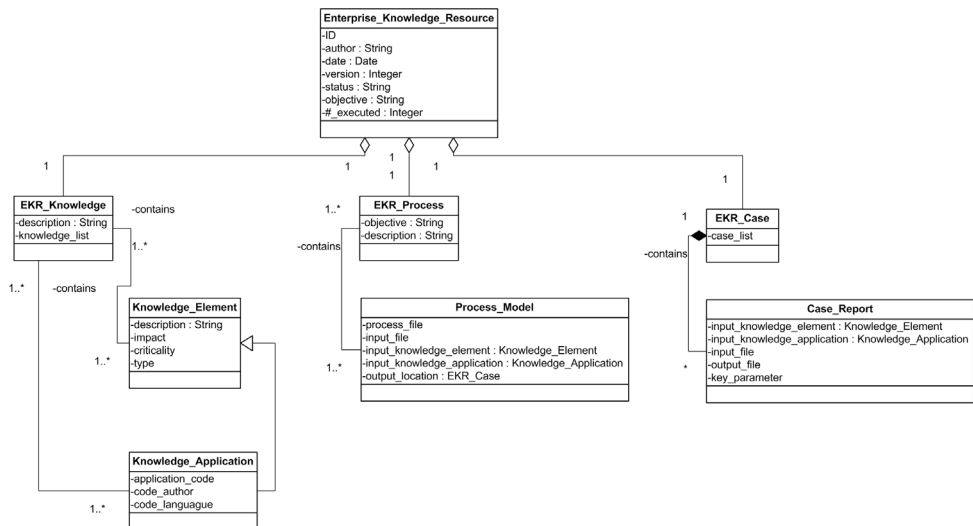 Enterprise_Knowledge_Resource
-ID
-author : String
-date : Date
-version : Integer
-status : String
-objective : String
-#_executed : Integer
1
1
1
1
1
1
EKR_Knowledge
-description : String
-knowledge_list
-contains
1..*
1..*
-contains
EKR_Process
-objective : String
-description : String
1..*
-contains
EKR_Case
-case_list
1
-contains
Knowledge_Element
-description : String
-impact
-criticality
-type
1..*
Process_Model
-process_file
-input_file
-input_knowledge_element : Knowledge_Element
-input_knowledge_application : Knowledge_Application
-output_location : EKR_Case
1..*
Case_Report
-input_knowledge_element : Knowledge_Element
-input_knowledge_application : Knowledge_Application
-input_file
-output_file
-key_parameter
*
Knowledge_Application
-application_code
-code_author
-code_languague
1..*